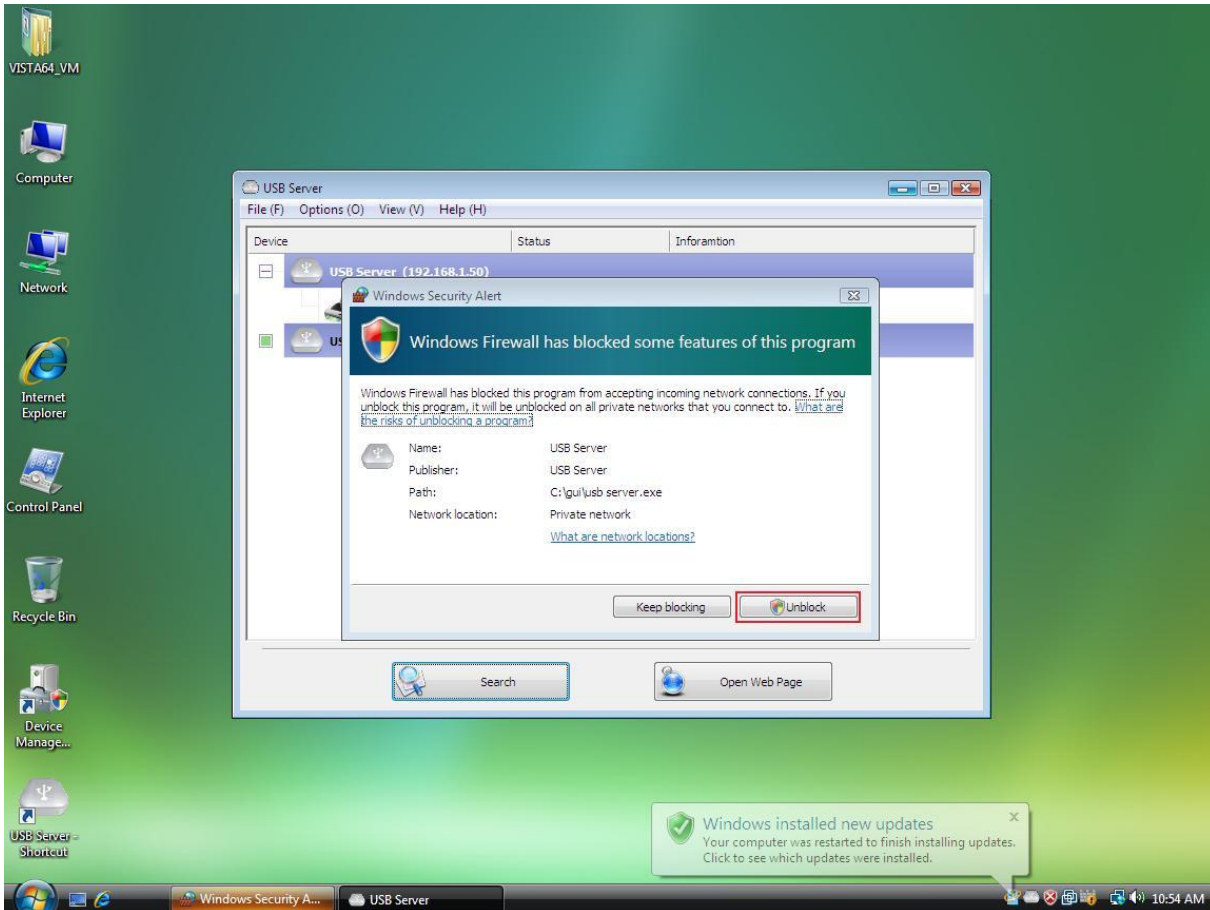 VISTA64_VM
Computer
Network
Internet
Explorer
Control Panel
Recycle Bin
Device
Manage...
USB Server -
Shortcut
USB Server
File (F) Options (O) View (V) Help (H)
Device Status Inforamtion
USB Server (192.168.1.50)
Windows Security Alert
Windows Firewall has blocked some features of this program
Windows Firewall has blocked this program from accepting incoming network connections. If you
unblock this program, it will be unblocked on all private networks that you connect to. What are
the risks of unblocking a program?
Name: USB Server
Publisher: USB Server
Path: C:\gui\usb server.exe
Network location: Private network
What are network locations?
Keep blocking Unblock
Search Open Web Page
Windows installed new updates
Your computer was restarted to finish installing updates.
Click to see which updates were installed.
Windows Security A... USB Server 10:54 AM